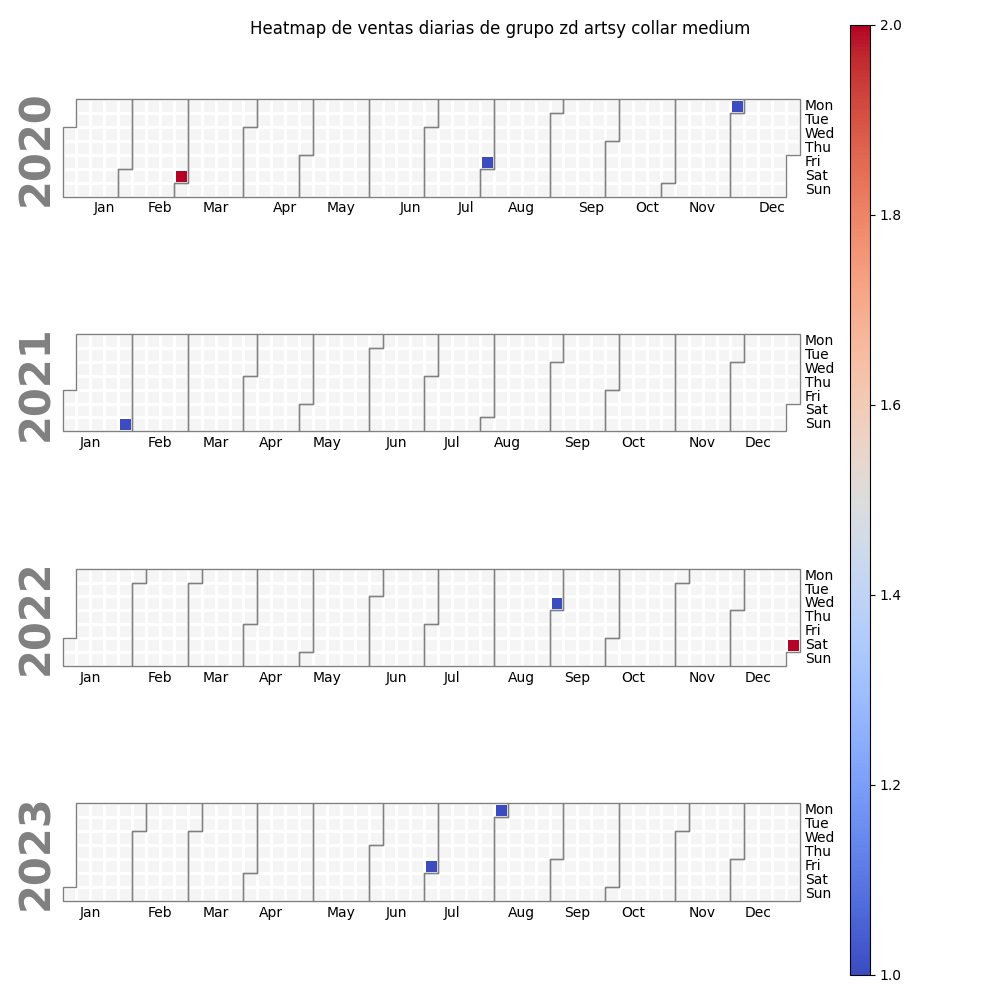 Heatmap de ventas diarias de grupo zd artsy collar medium
2020
Mon
Tue
Wed
Thu
Fri
Sat
Sun
Jan Feb Mar Apr May Jun Jul Aug Sep Oct Nov Dec
2021
Mon
Tue
Wed
Thu
Fri
Sat
Sun
Jan Feb Mar Apr May Jun Jul Aug Sep Oct Nov Dec
2022
Mon
Tue
Wed
Thu
Fri
Sat
Sun
Jan Feb Mar Apr May Jun Jul Aug Sep Oct Nov Dec
2023
Mon
Tue
Wed
Thu
Fri
Sat
Sun
Jan Feb Mar Apr May Jun Jul Aug Sep Oct Nov Dec
2.0
1.8
1.6
1.4
1.2
1.0